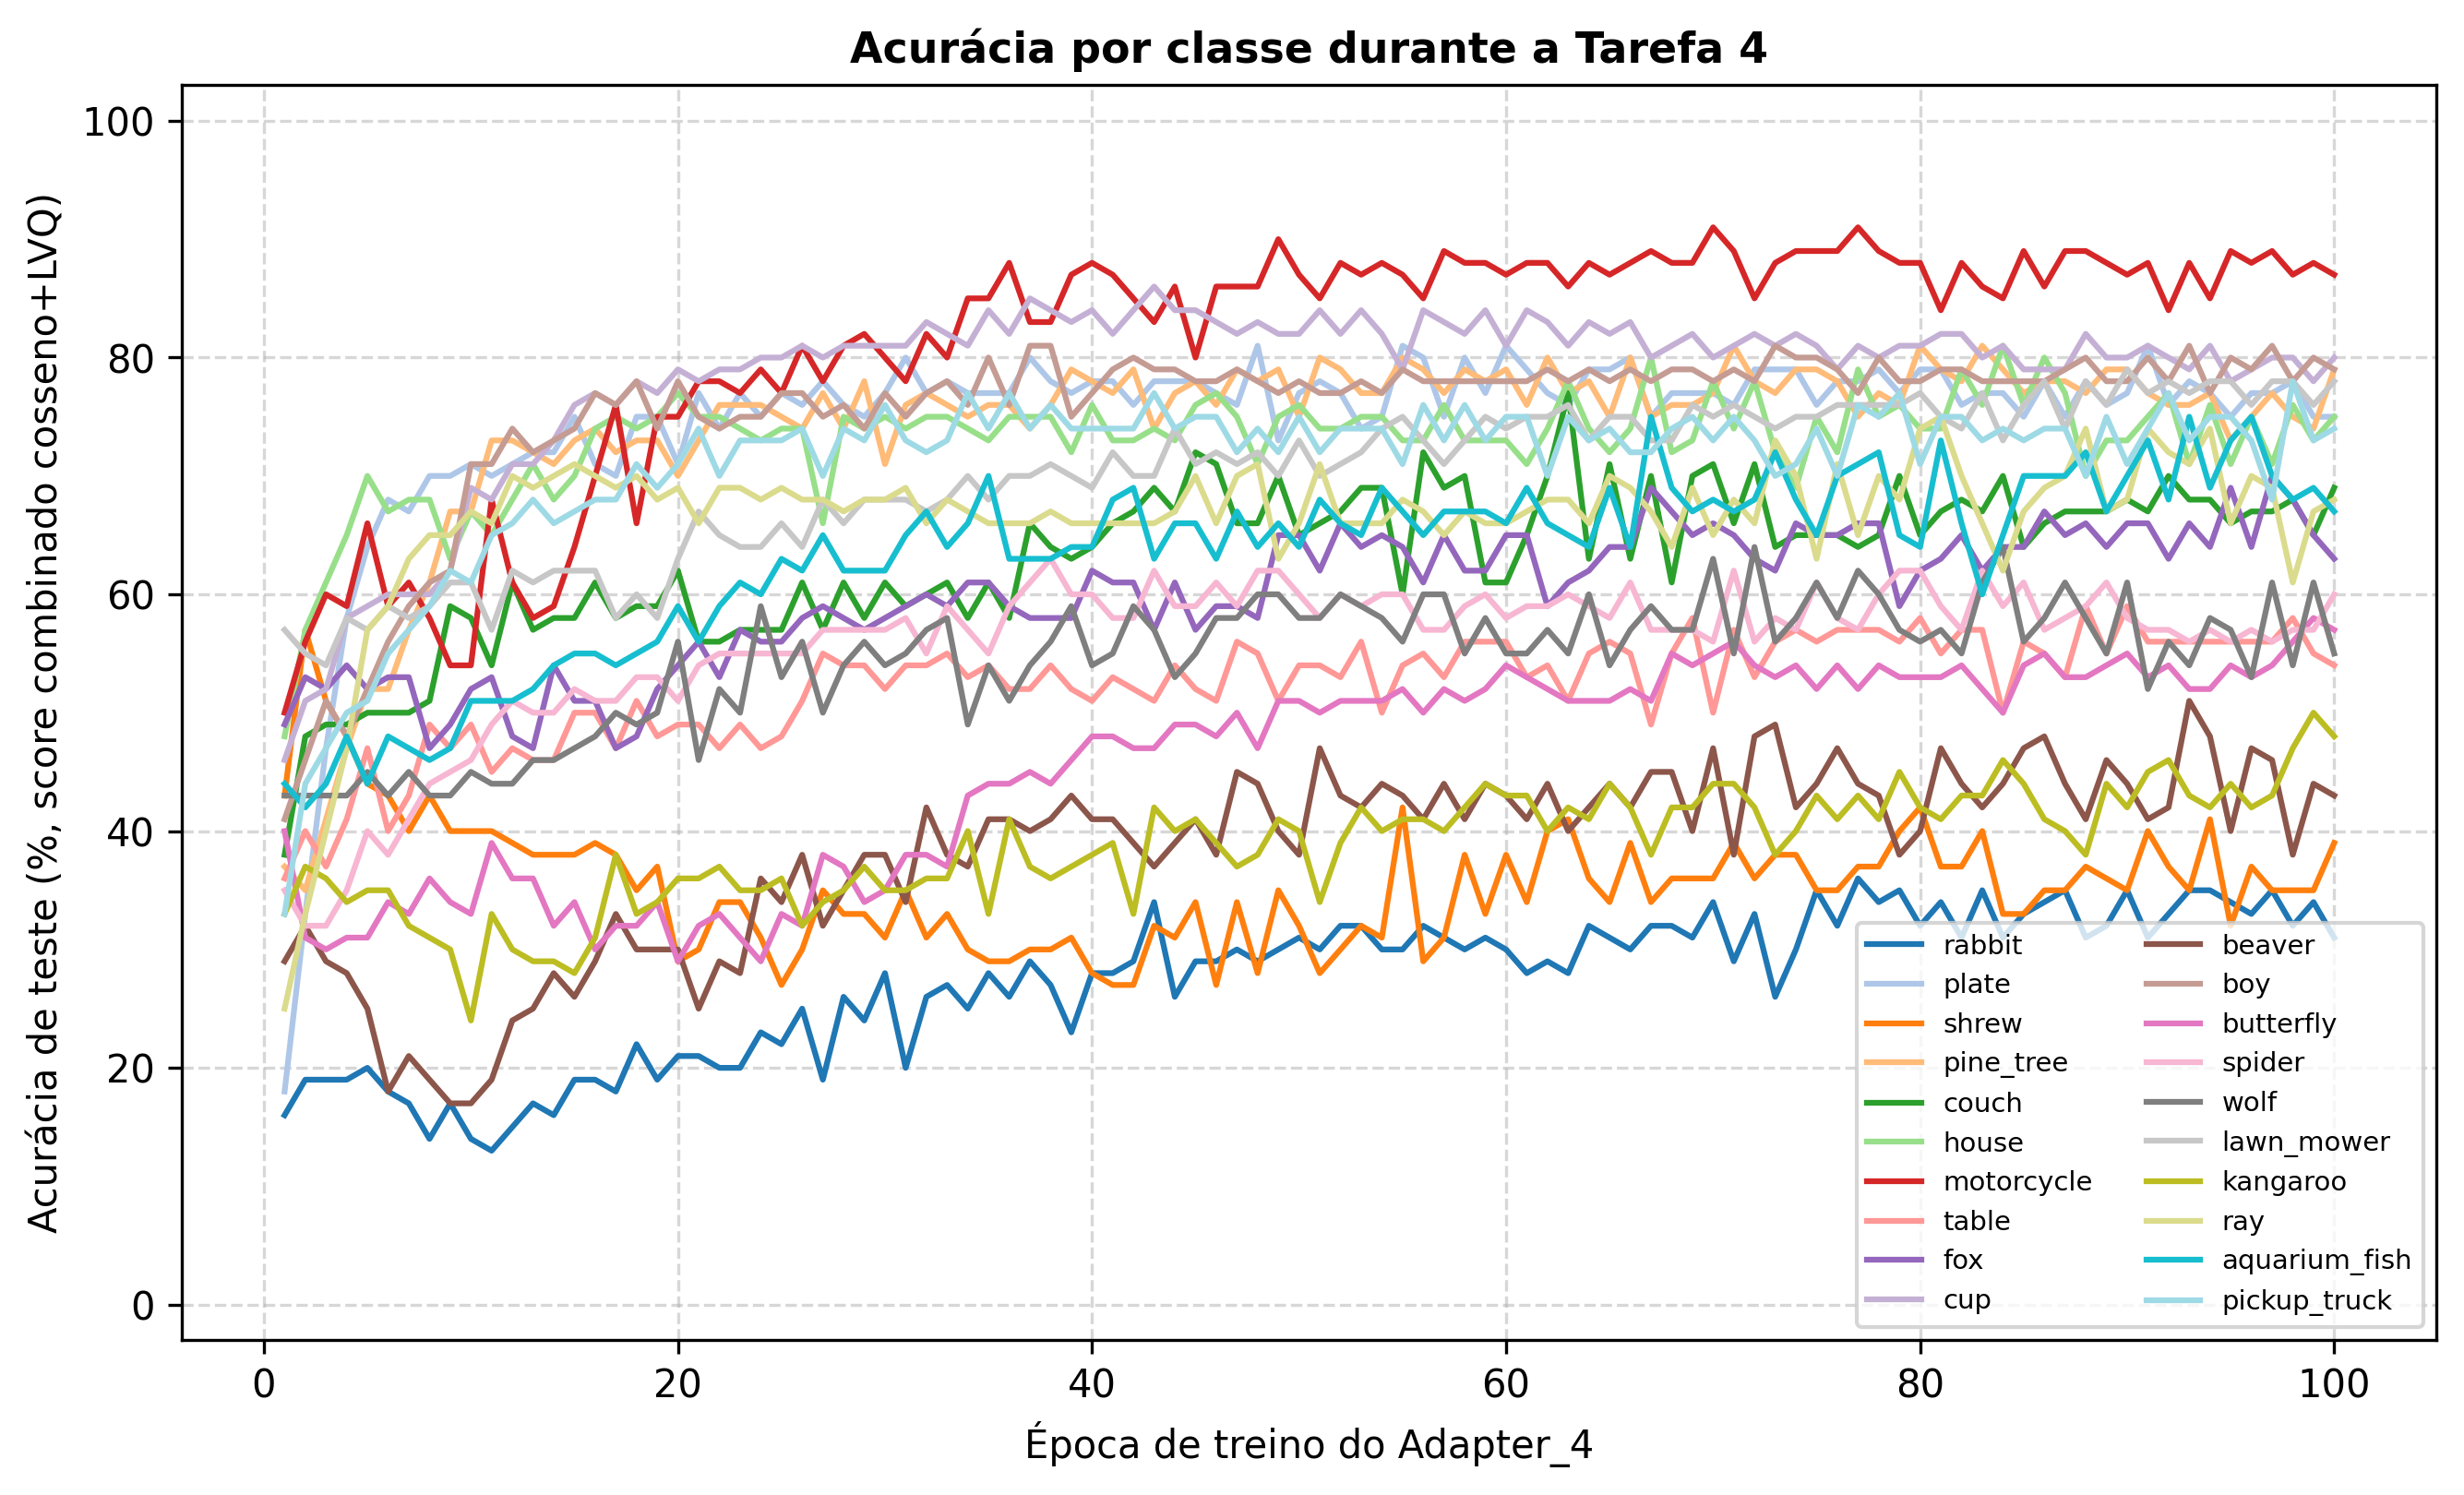 Acurácia por classe durante a Tarefa 4
Acurácia de teste (%, score combinado cosseno+LVQ)
100
80
60
40
20
0
0
20
40
60
80
100
Época de treino do Adapter_4
rabbit
plate
shrew
pine_tree
couch
house
motorcycle
table
fox
cup
beaver
boy
butterfly
spider
wolf
lawn_mower
kangaroo
ray
aquarium_fish
pickup_truck